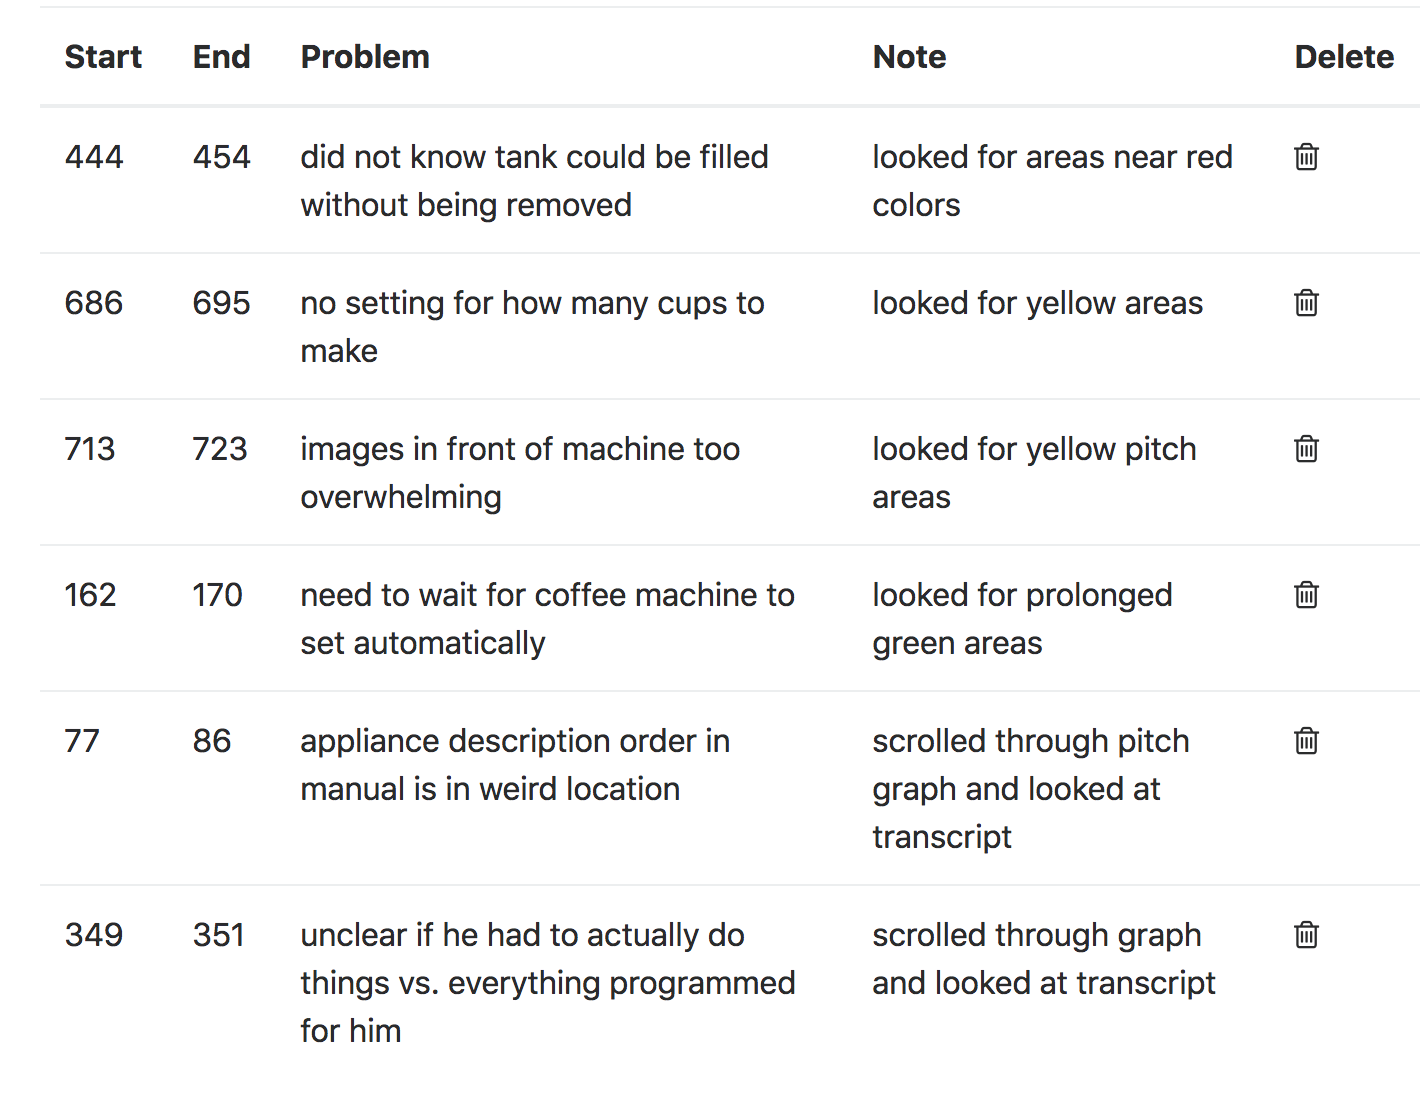 Start End Problem Note Delete
444 454 did not know tank could be filled looked for areas near red
without being removed colors
686 695 no setting for how many cups to looked for yellow areas
make
713 723 images in front of machine too looked for yellow pitch
overwhelming areas
162 170 need to wait for coffee machine to looked for prolonged
set automatically green areas
77 86 appliance description order in scrolled through pitch
manual is in weird location graph and looked at
transcript
349 351 unclear if he had to actually do scrolled through graph
things vs. everything programmed and looked at transcript
for him